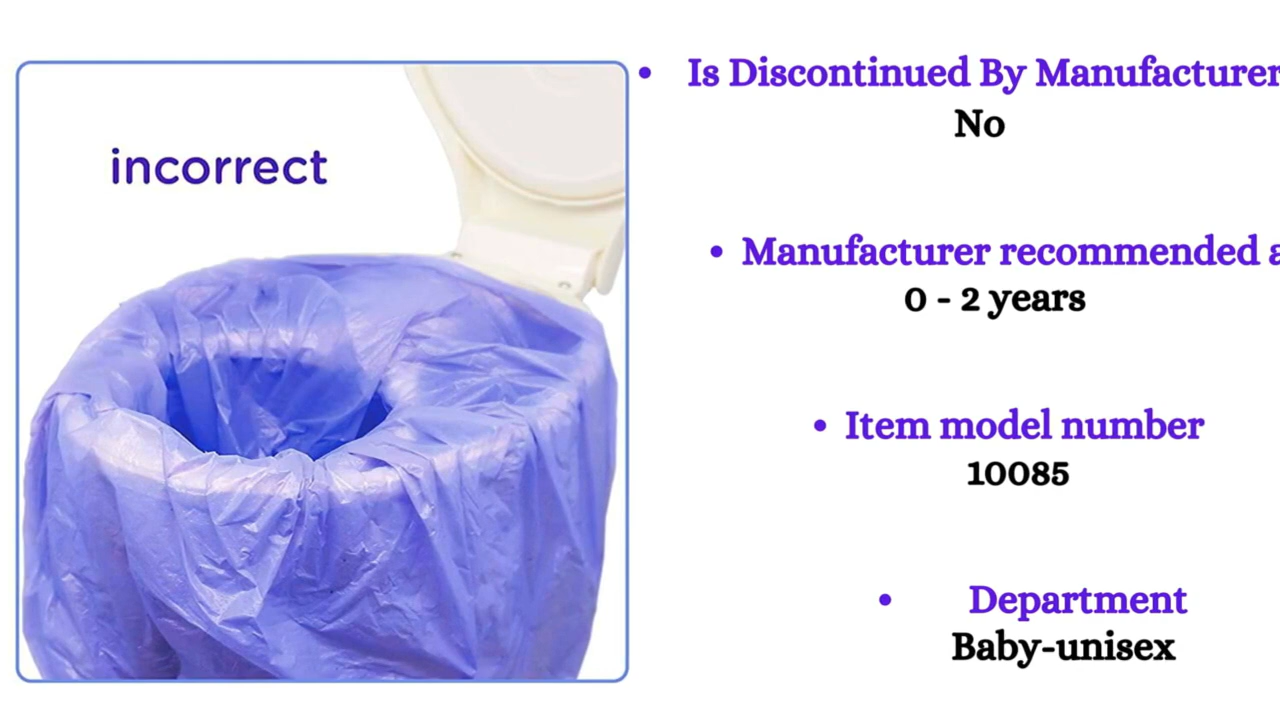 incorrect
• Is Discontinued By Manufacturer
No
• Manufacturer recommended a
0 - 2 years
• Item model number
10085
• Department
Baby-unisex